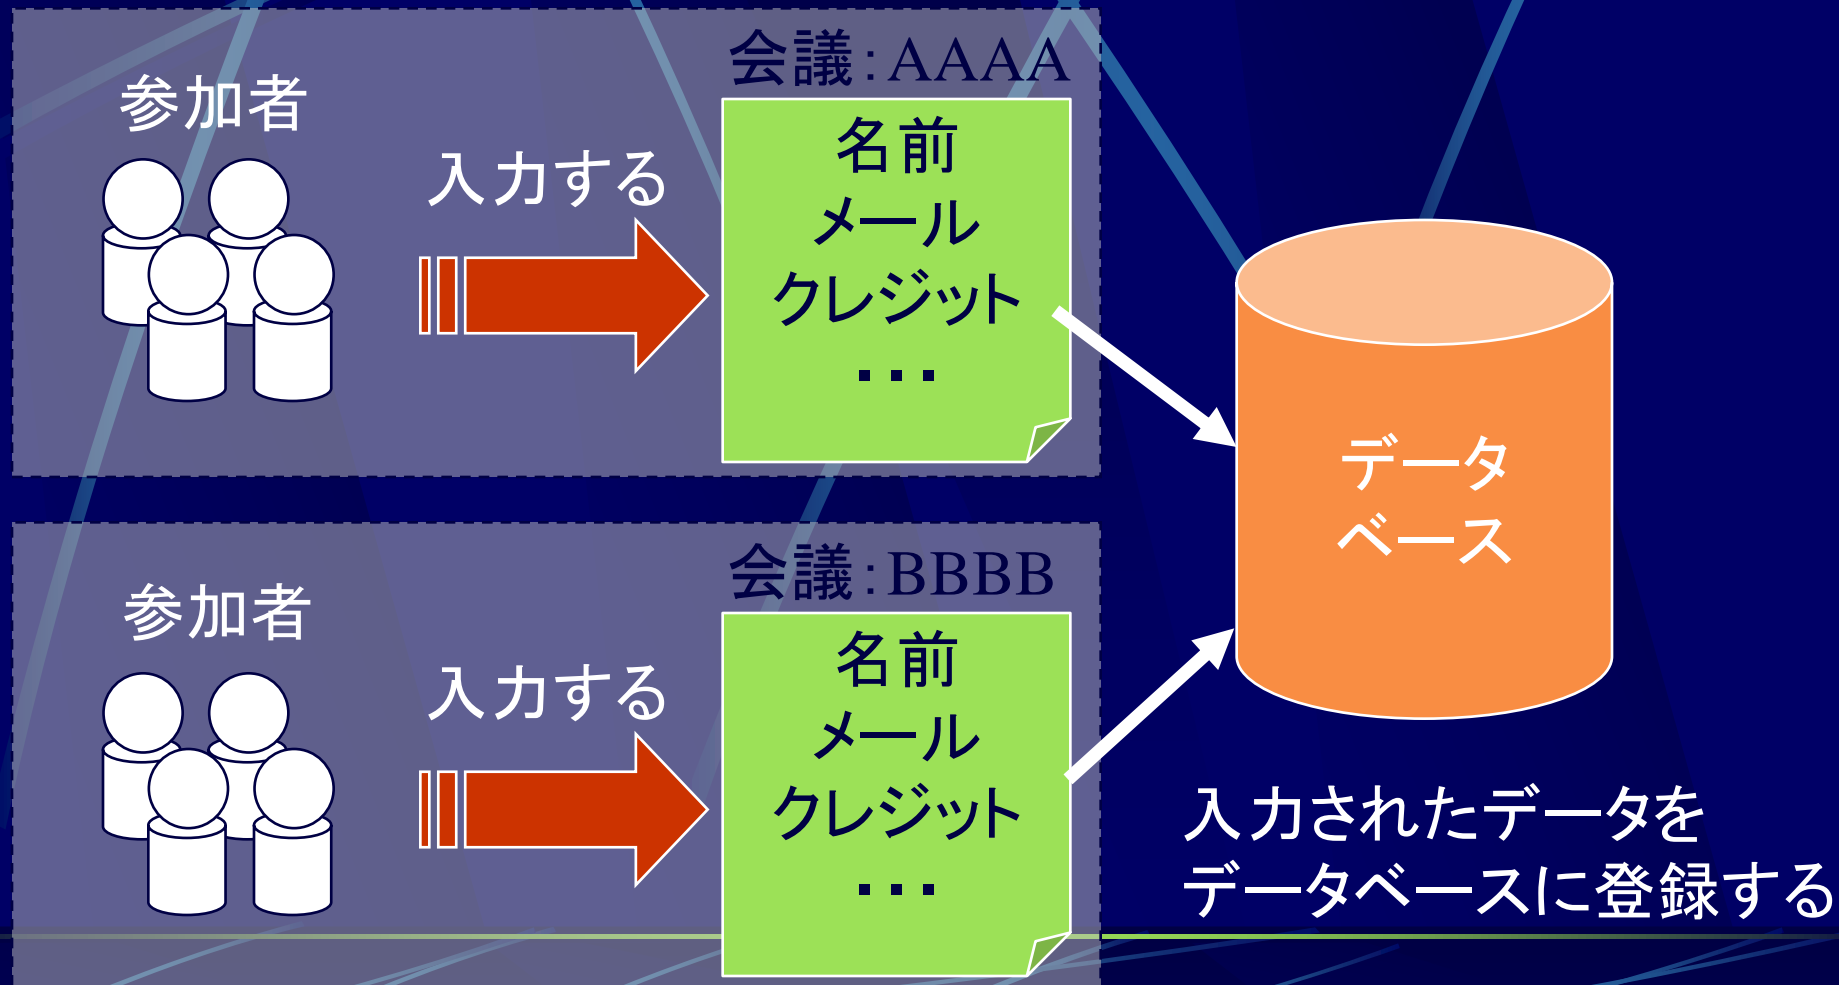 会議：AAAA
参加者
入力する
名前
メール
クレジット
・・・
データ
ベース
会議：BBBB
参加者
入力する
名前
メール
クレジット
・・・
入力されたデータを
データベースに登録する